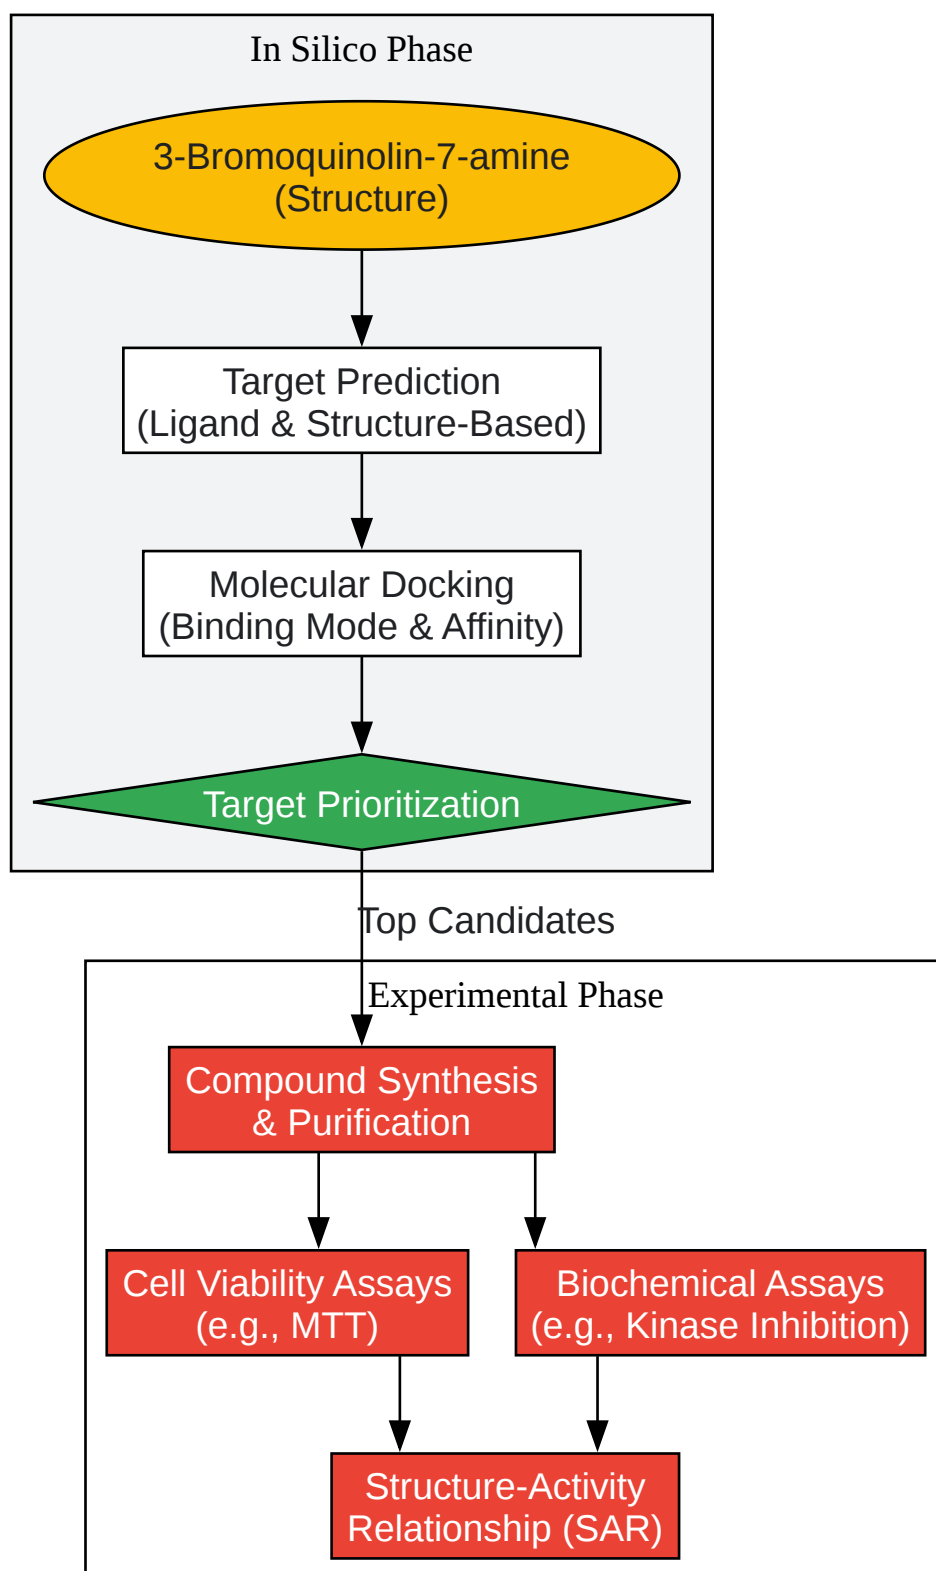 In Silico Phase
3-Bromoquinolin-7-amine
(Structure)
Target Prediction
(Ligand & Structure-Based)
Molecular Docking
(Binding Mode & Affinity)
Target Prioritization
Top Candidates
Experimental Phase
Compound Synthesis
& Purification
Cell Viability Assays
(e.g., MTT)
Biochemical Assays
(e.g., Kinase Inhibition)
Structure-Activity
Relationship (SAR)